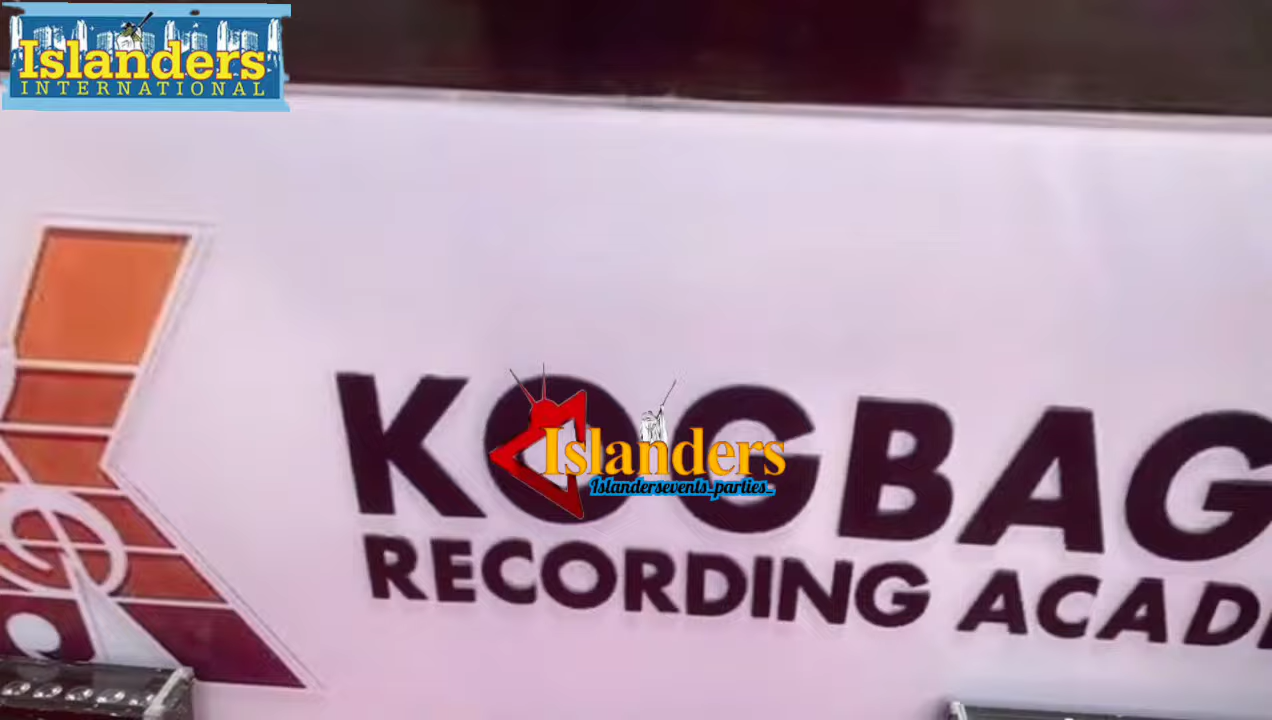 Islanders
INTERNATIONAL
KOGBAG
Islanders
Islandersevents_parties_
RECORDING ACAD